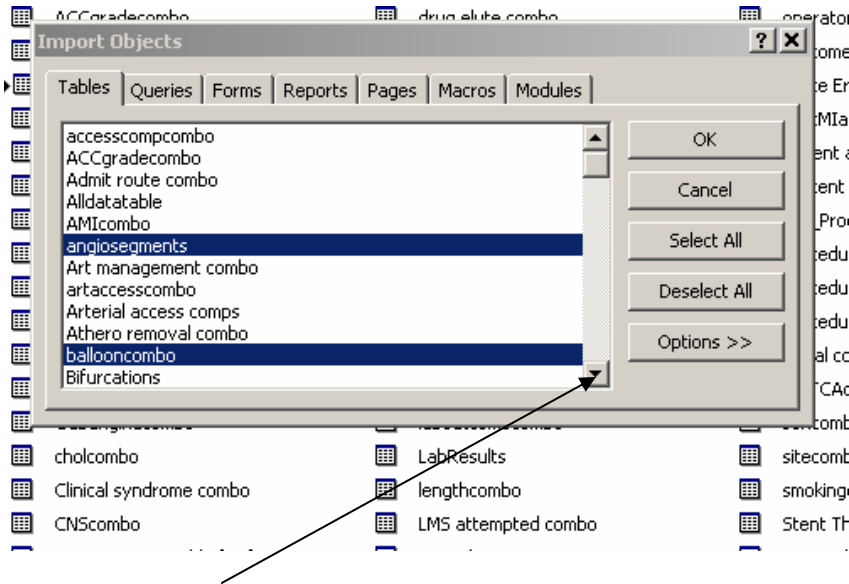 ACCgradecombo
drug elute combo
Import Objects
Tables Queries Forms Reports Pages Macros Modules
accesscompcombo
ACCgradecombo
Admit route combo
Alldatatable
AMIcombo
angiosegments
Art management combo
artaccesscombo
Arterial access comps
Athero removal combo
ballooncombo
Bifurcations
OK
Cancel
Select All
Deselect All
Options >>
cholcombo
LabResults
sitecomb
Clinical syndrome combo
lengthcombo
smoking
CNScombo
LMS attempted combo
Stent Th